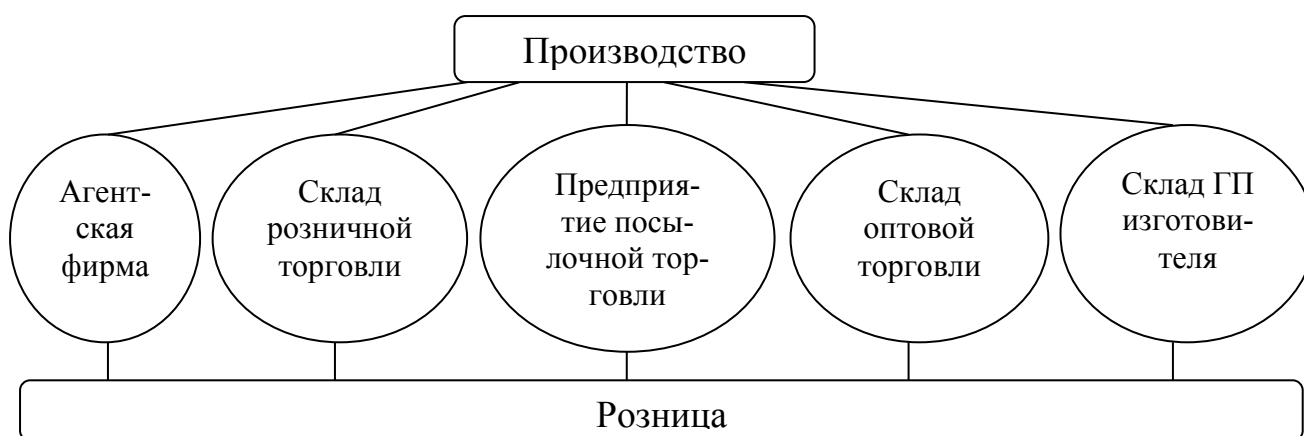 Производство
Агент-
ская
фирма
Склад
розничной
торговли
Предприя-
тие посы-
лочной тор-
говли
Склад
оптовой
торговли
Склад ГП
изготови-
теля
Розница